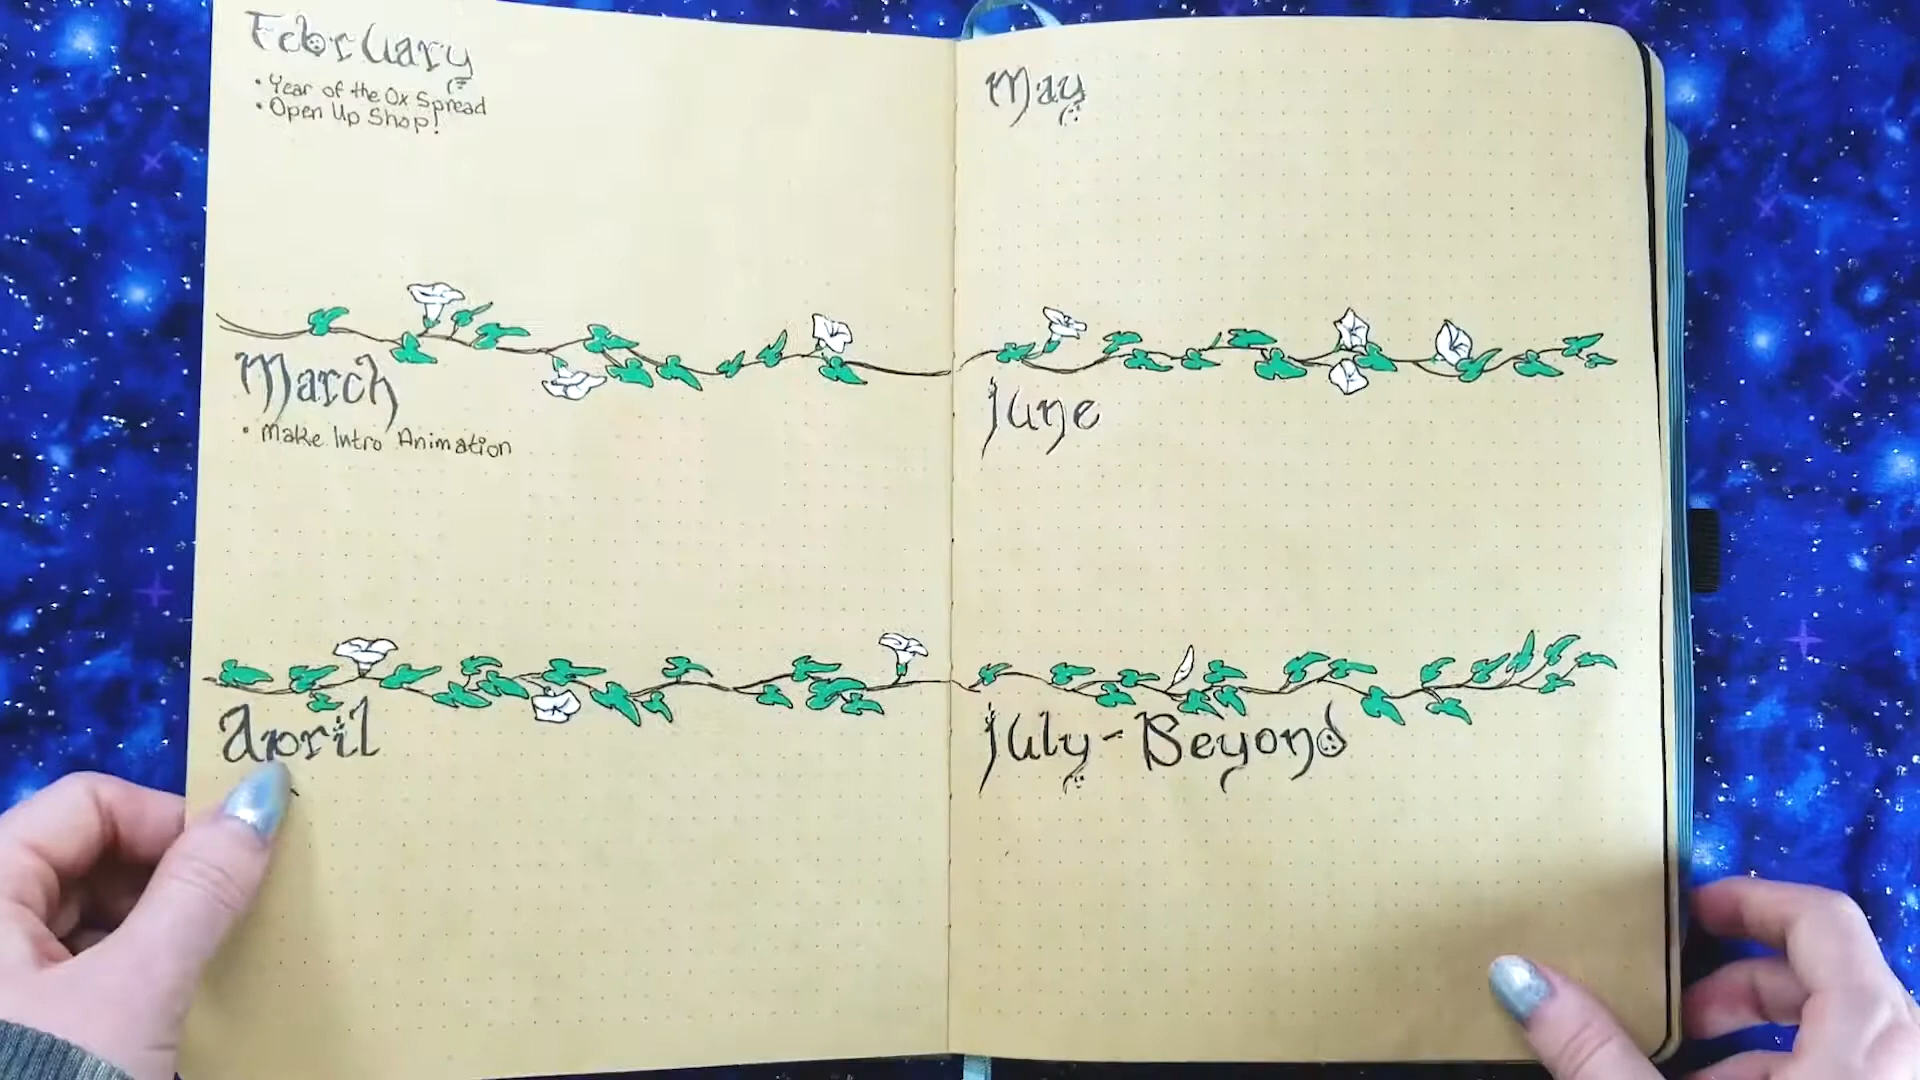 February
• Year of the Ox Spread
• Open Up Shop!
March
• Make Intro Animation
April
May
June
July - Beyond